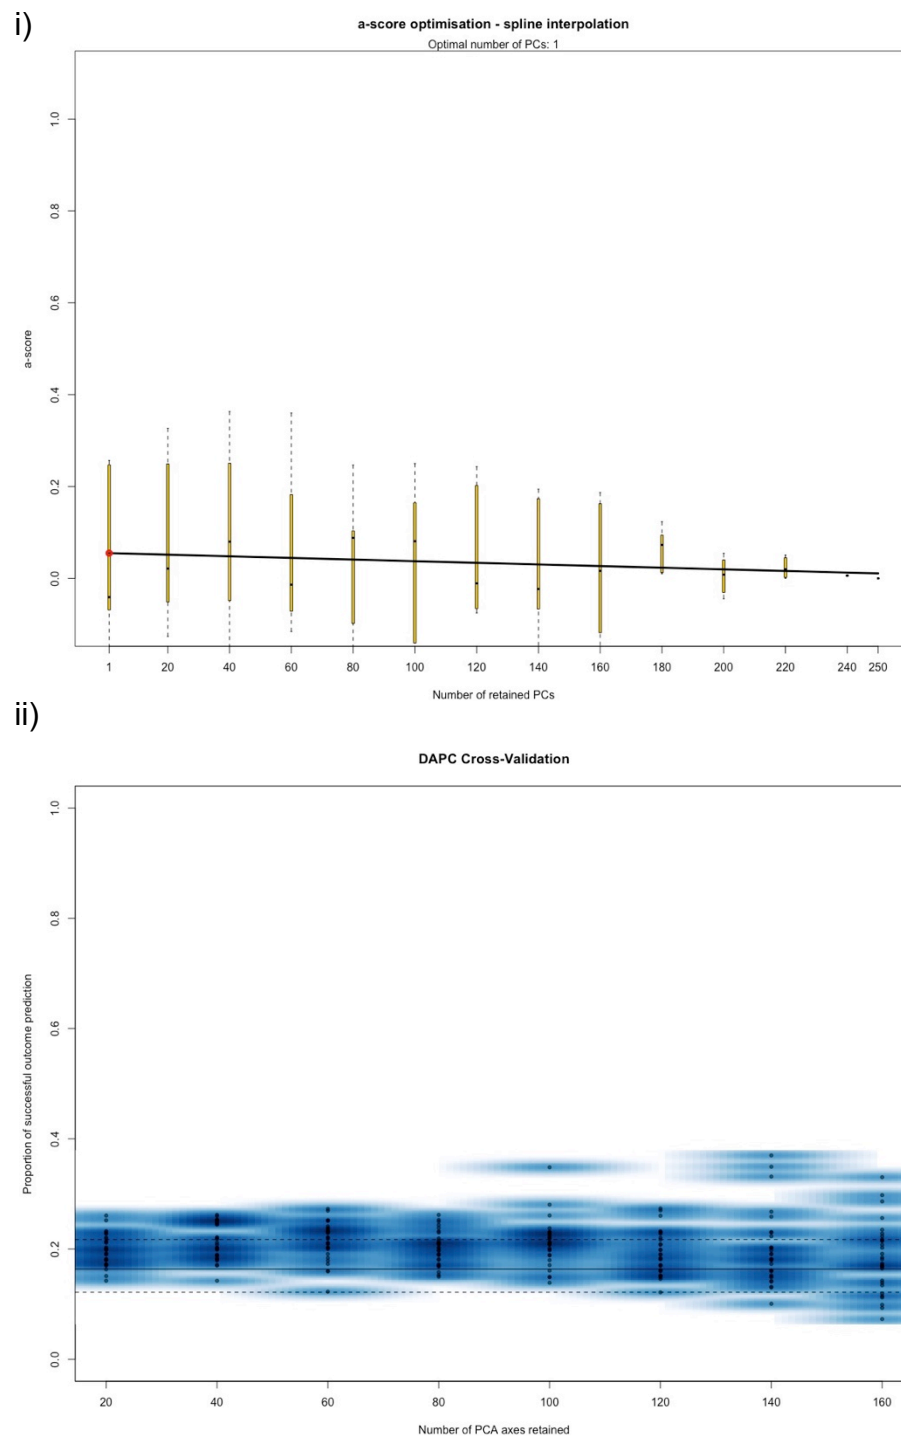 i)
a-score optimisation - spline interpolation
Optimal number of PCs: 1
1.0
0.8
0.6
0.4
0.2
0.0
a-score
1 20 40 60 80 100 120 140 160 180 200 220 240 250
Number of retained PCs
ii)
DAPC Cross-Validation
1.0
0.8
0.6
0.4
0.2
0.0
Proportion of successful outcome prediction
20 40 60 80 100 120 140 160
Number of PCA axes retained